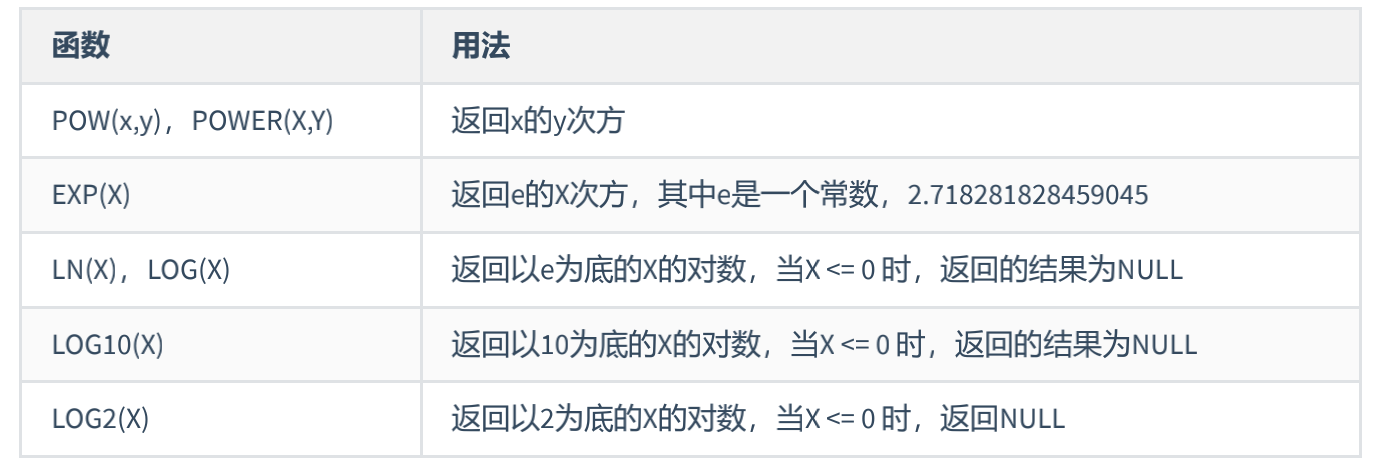 函数 用法
POW(x,y)，POWER(X,Y) 返回x的y次方
EXP(X) 返回e的X次方，其中e是一个常数，2.718281828459045
LN(X)，LOG(X) 返回以e为底的X的对数，当X <= 0 时，返回的结果为NULL
LOG10(X) 返回以10为底的X的对数，当X <= 0 时，返回的结果为NULL
LOG2(X) 返回以2为底的X的对数，当X <= 0 时，返回NULL